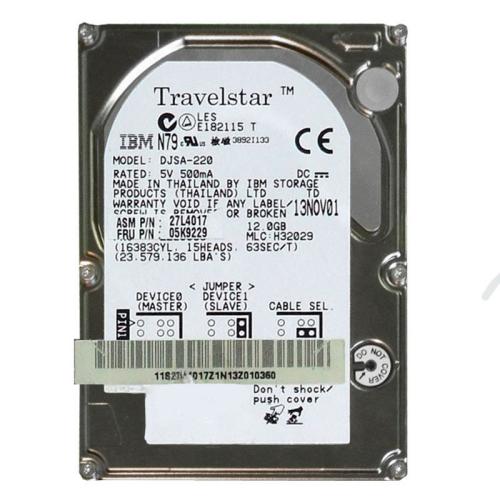 Travelstar ™
LES
E182115 T
IBM N79 38921133
CE
MODEL: DJSA-220
RATED: 5V 500mA DC
MADE IN THAILAND BY IBM STORAGE
PRODUCTS (THAILAND) LTD TD
WARRANTY VOID IF ANY LABEL/ 13NOV01
SCREW IS REMOVED OR BROKEN
ASM P/N : 27L4017 12.0GB
FRU P/N : 05K9229 MLC: H32029
(16383CYL. 15HEADS. 63SEC/T)
(23.579.136 LBA'S)
< JUMPER >
DEVICE0 DEVICE1 CABLE SEL.
(MASTER) (SLAVE)
PIN1
017Z1N13Z010360
Don't shock/
push cover
DO NOT
COVER